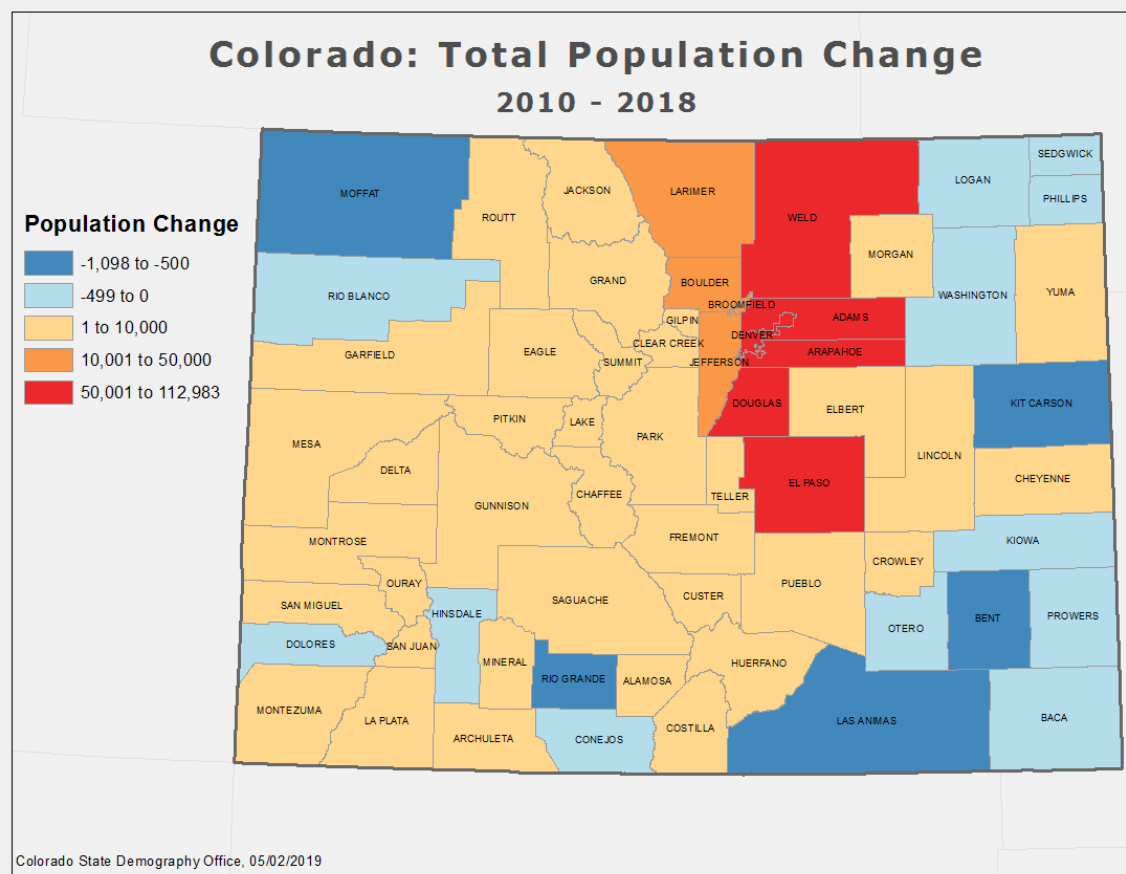 Colorado: Total Population Change
2010 - 2018
Population Change
-1,098 to -500
-499 to 0
1 to 10,000
10,001 to 50,000
50,001 to 112,983
MOFFAT
ROUTT
JACKSON
LARIMER
WELD
LOGAN
SEDGWICK
PHILLIPS
RIO BLANCO
GRAND
BOULDER
BROOMFIELD
MORGAN
WASHINGTON
YUMA
GARFIELD
EAGLE
SUMMIT
GILPIN
CLEAR CREEK
JEFFERSON
DENVER
ADAMS
ARAPAHOE
DOUGLAS
ELBERT
LINCOLN
KIT CARSON
MESA
PITKIN
LAKE
PARK
DELTA
GUNNISON
CHAFFEE
TELLER
EL PASO
CHEYENNE
MONTROSE
FREMONT
PUEBLO
CROWLEY
KIOWA
OURAY
SAN MIGUEL
HINSDALE
SAGUACHE
CUSTER
OTERO
BENT
PROWERS
DOLORES
SAN JUAN
MINERAL
RIO GRANDE
ALAMOSA
HUERFANO
MONTEZUMA
LA PLATA
ARCHULETA
CONEJOS
COSTILLA
LAS ANIMAS
BACA
Colorado State Demography Office, 05/02/2019